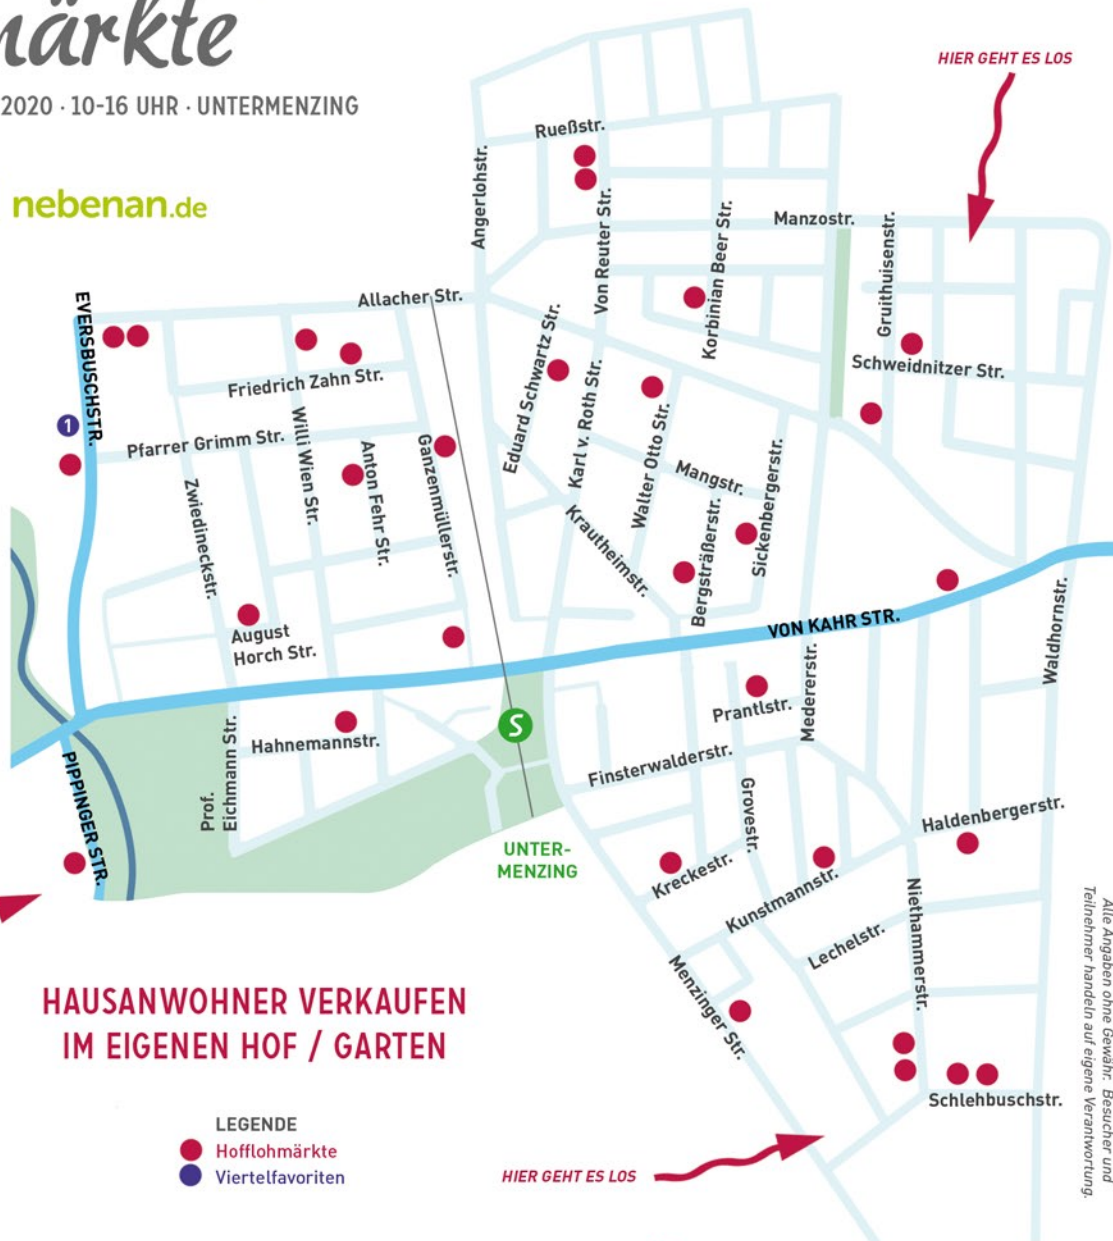 märkte
2020 · 10-16 UHR · UNTERMENZING
nebenan.de
HIER GEHT ES LOS
Rueßstr.
Angerlohstr.
Von Reuter Str.
Korbinian Beer Str.
Manzostr.
Gruithuisenstr.
Allacher Str.
EVERSBUSCHSTR.
Eduard Schwartz Str.
Karl v. Roth Str.
Schweidnitzer Str.
Friedrich Zahn Str.
1
Pfarrer Grimm Str.
Willi Wien Str.
Anton Fehr Str.
Ganzenmüllerstr.
Walter Otto Str.
Mangstr.
Sickenbergerstr.
Zwiedineckstr.
Krautheimstr.
Bergsträßerstr.
August
Horch Str.
VON KAHR STR.
Waldhornstr.
Medererstr.
Prantlstr.
S
Hahnemannstr.
Prof.
Eichmann Str.
PIPPINGER STR.
Finsterwalderstr.
Grovestr.
Haldenbergerstr.
UNTER-
MENZING
Kreckestr.
Kunstmannstr.
Niethammerstr.
Lechelstr.
Menzinger Str.
Schlehbuschstr.
HAUSANWOHNER VERKAUFEN
IM EIGENEN HOF / GARTEN
LEGENDE
Hofflohmärkte
Viertelfavoriten
HIER GEHT ES LOS
Alle Angaben ohne Gewähr. Besucher und
Teilnehmer handeln auf eigene Verantwortung.